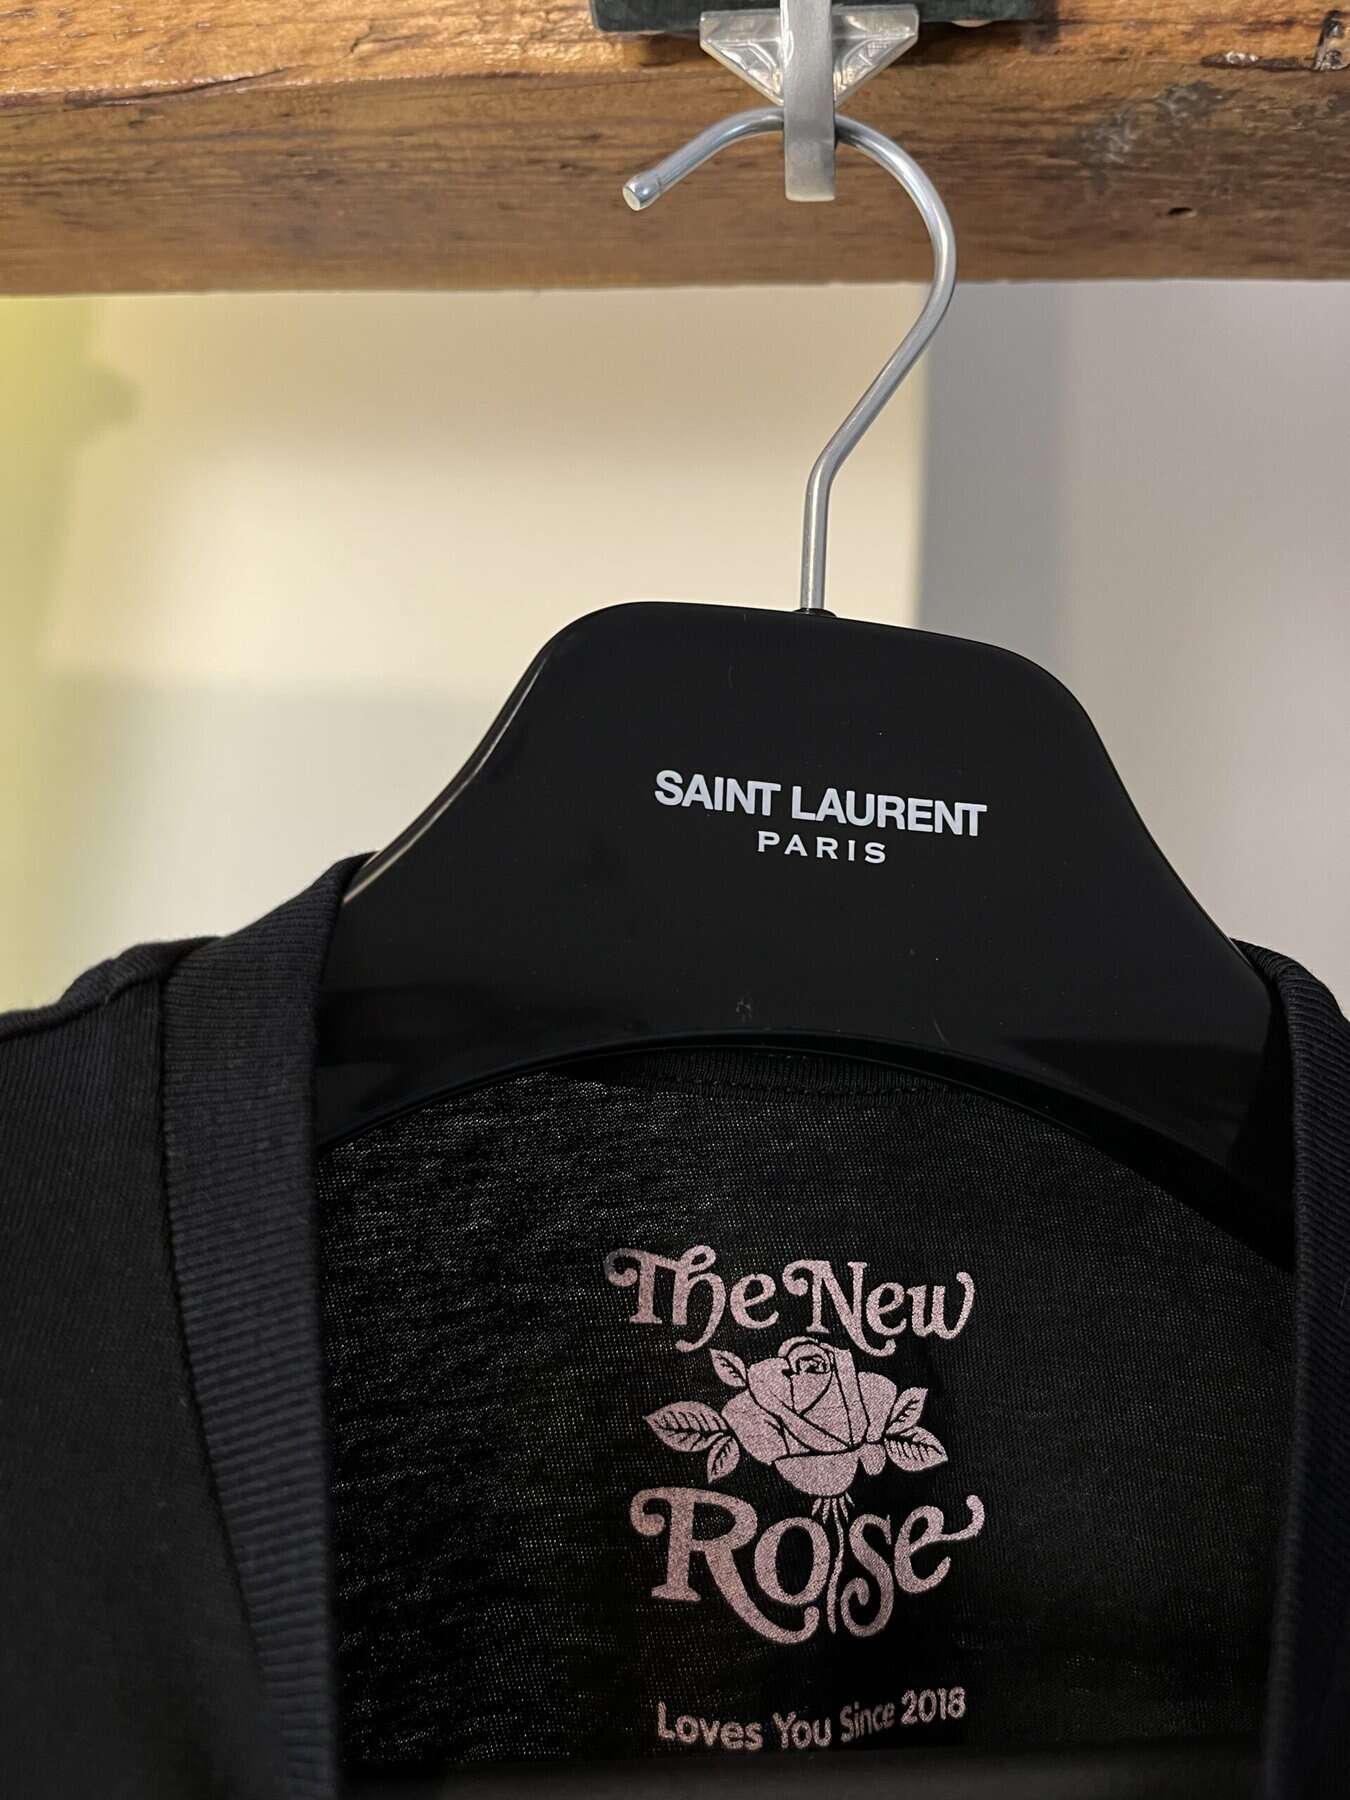 SAINT LAURENT
PARIS
The New
Rose
Loves You Since 2018